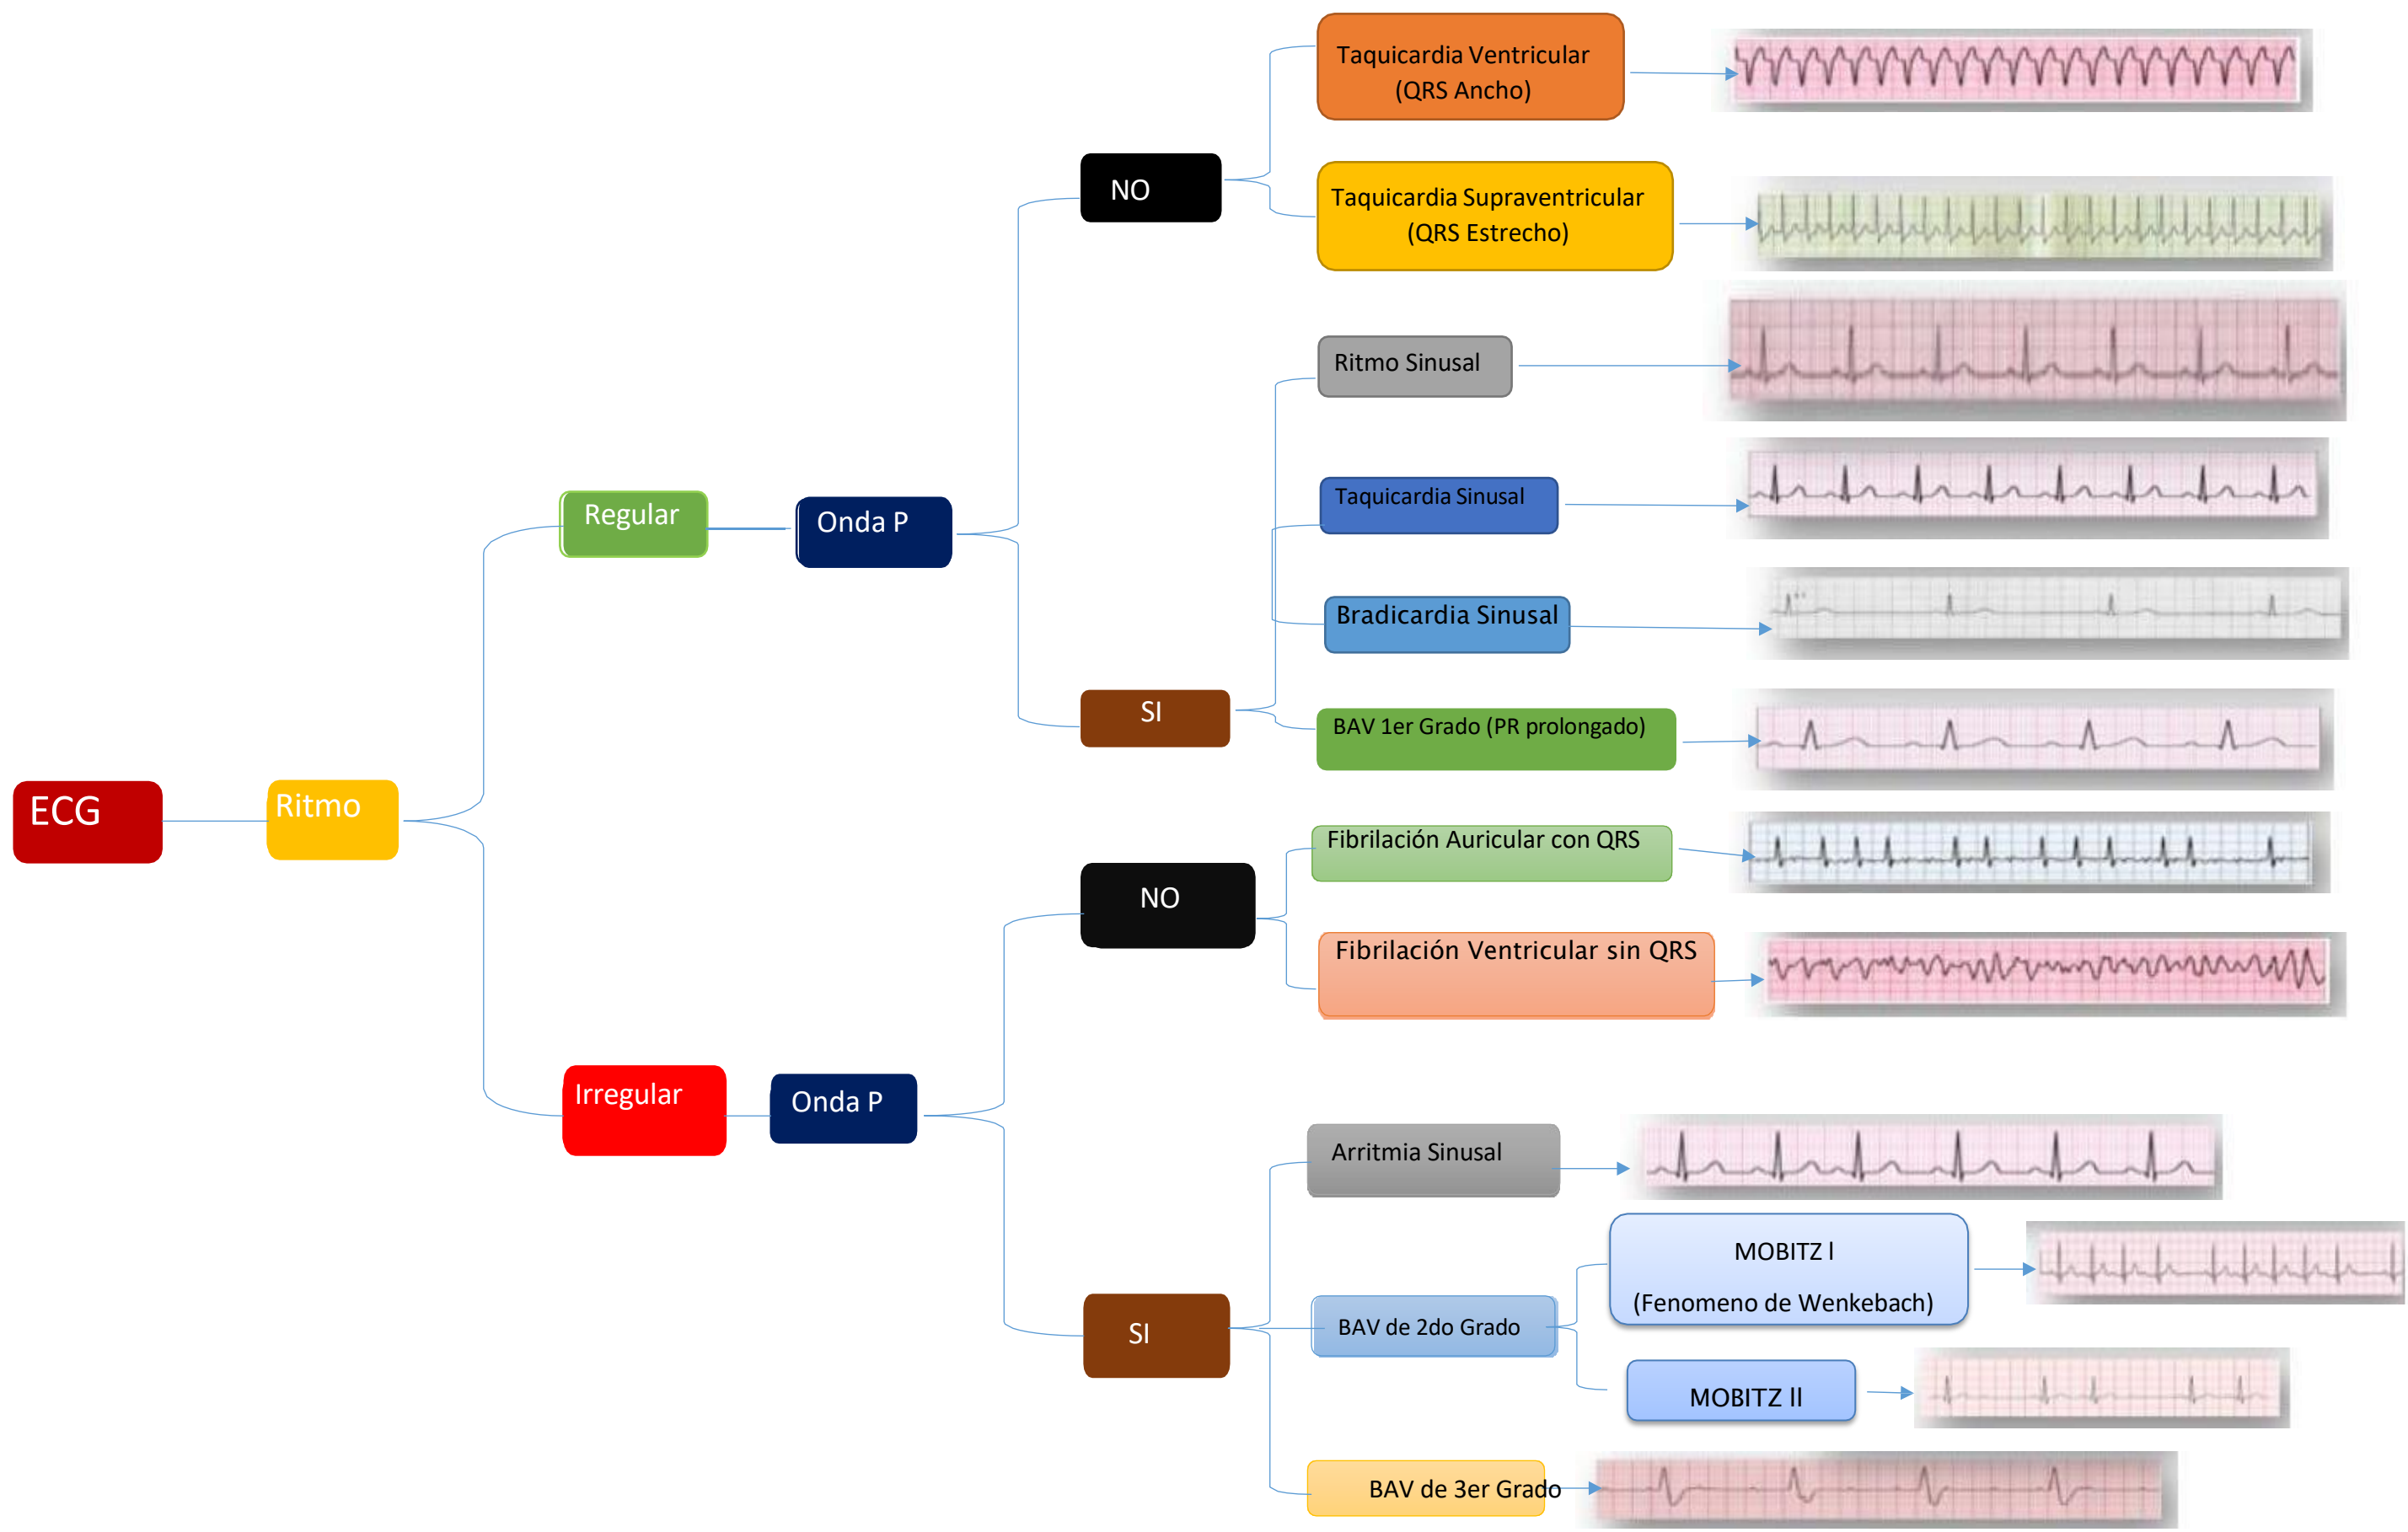 ECG
Ritmo
Regular
Onda P
NO
Taquicardia Ventricular
(QRS Ancho)
Taquicardia Supraventricular
(QRS Estrecho)
SI
Ritmo Sinusal
Taquicardia Sinusal
Bradicardia Sinusal
BAV 1er Grado (PR prolongado)
Irregular
Onda P
NO
Fibrilación Auricular con QRS
Fibrilación Ventricular sin QRS
SI
Arritmia Sinusal
BAV de 2do Grado
MOBITZ l
(Fenomeno de Wenkebach)
MOBITZ ll
BAV de 3er Grado